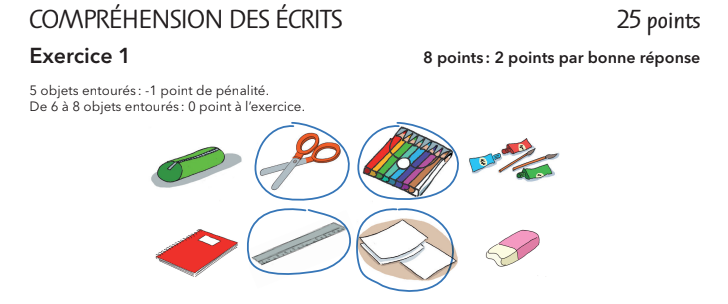 COMPRÉHENSION DES ÉCRITS 25 points
Exercice 1 8 points : 2 points par bonne réponse
5 objets entourés : -1 point de pénalité.
De 6 à 8 objets entourés : 0 point à l'exercice.